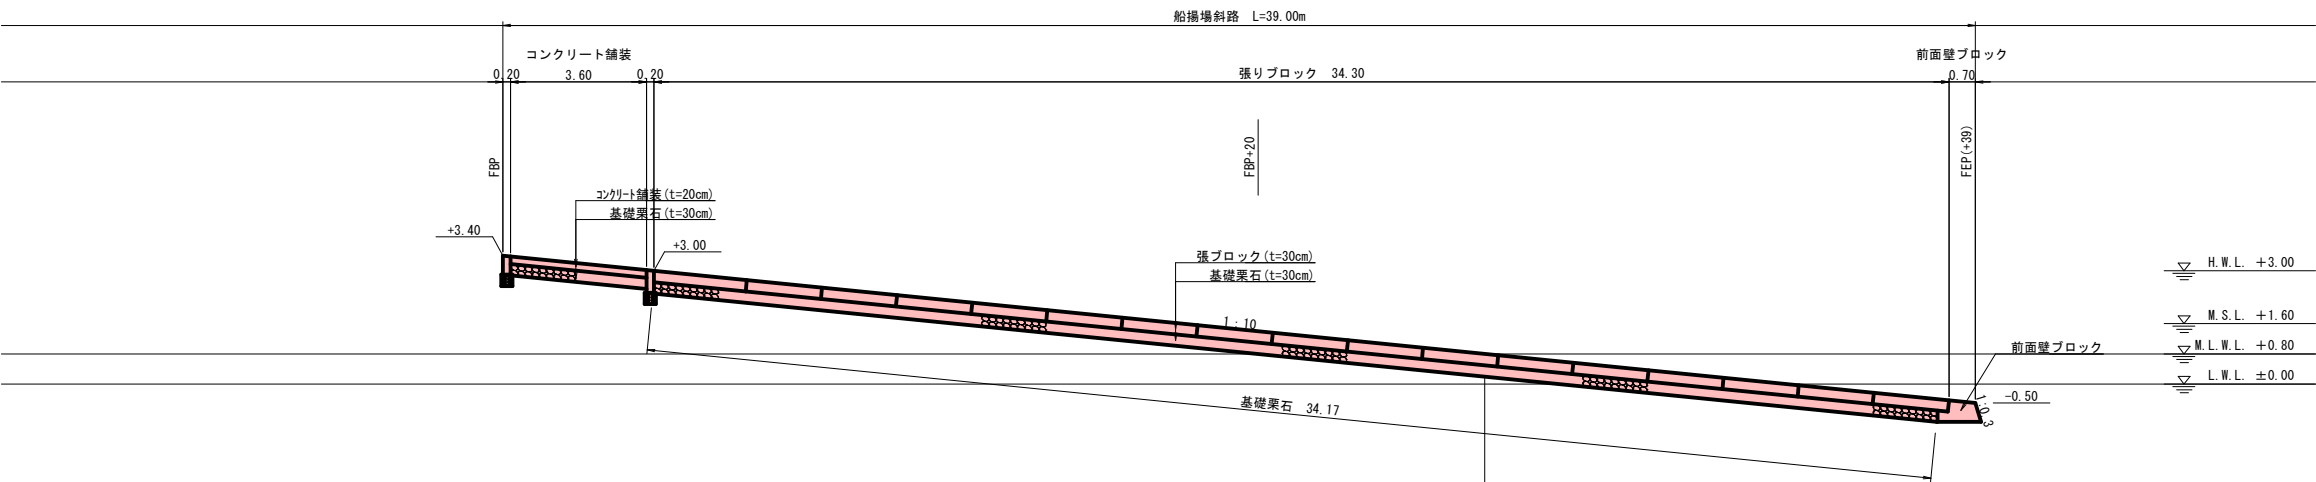 船揚場斜路 L=39.00m
コンクリート舗装
前面壁ブロック
0.20
3.60
0.20
張りブロック 34.30
0.70
FBP
FBP+20
FEP(+39)
コンクリート舗装(t=20cm)
基礎栗石(t=30cm)
+3.40
+3.00
張ブロック(t=30cm)
基礎栗石(t=30cm)
H.W.L. +3.00
1:10
M.S.L. +1.60
前面壁ブロック
M.L.W.L. +0.80
L.W.L. ±0.00
基礎栗石 34.17
-0.50
1:0.3